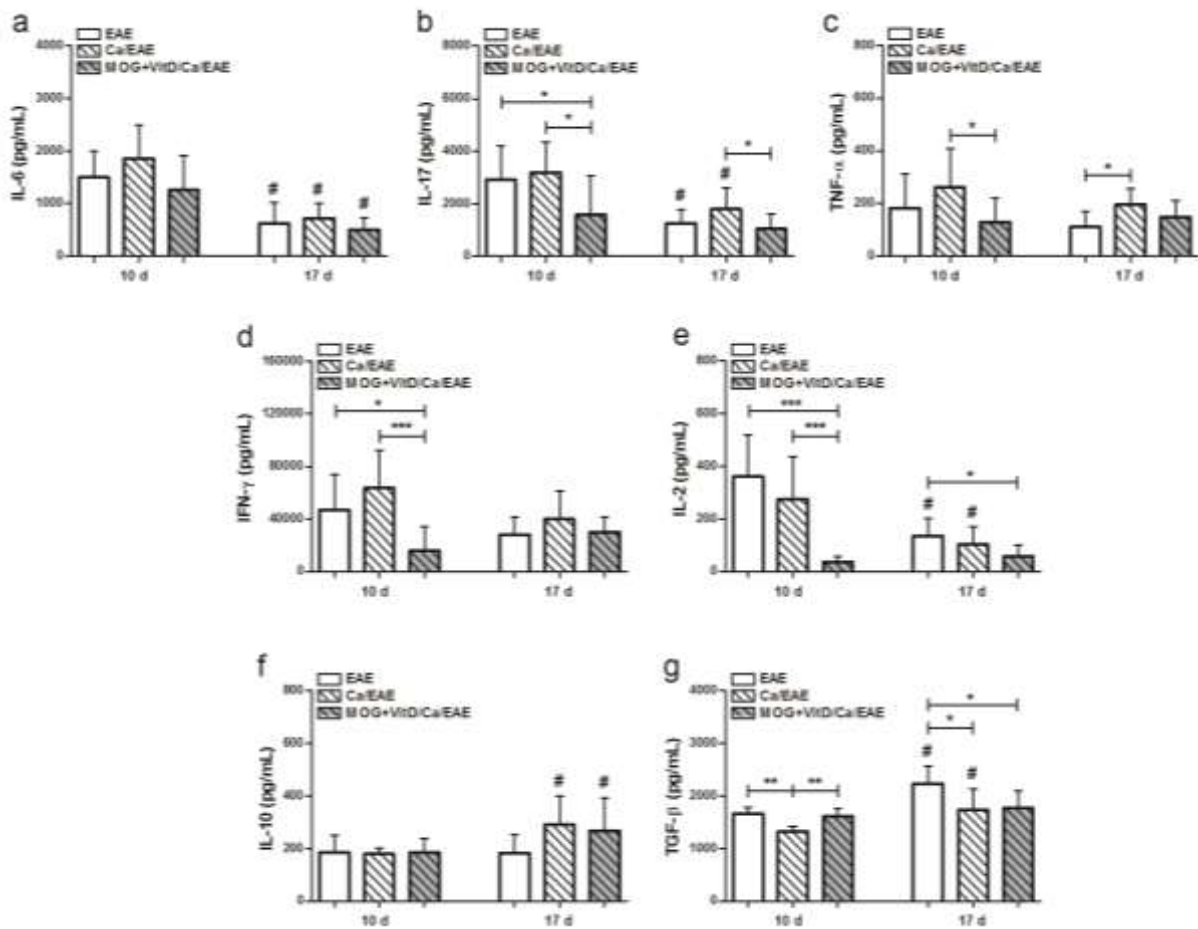 a
EAE
Ca/EAE
MOG+VitD/Ca/EAE
IL-6 (pg/mL)
4000
3000
2000
1000
0
# # #
10 d 17 d
b
EAE
Ca/EAE
MOG+VitD/Ca/EAE
IL-17 (pg/mL)
8000
6000
4000
2000
0
*
*
*
# #
10 d 17 d
c
EAE
Ca/EAE
MOG+VitD/Ca/EAE
TNF-α (pg/mL)
800
600
400
200
0
*
*
10 d 17 d
d
EAE
Ca/EAE
MOG+VitD/Ca/EAE
IFN-γ (pg/mL)
160000
120000
80000
40000
0
*
***
10 d 17 d
e
EAE
Ca/EAE
MOG+VitD/Ca/EAE
IL-2 (pg/mL)
800
600
400
200
0
***
***
*
# #
10 d 17 d
f
EAE
Ca/EAE
MOG+VitD/Ca/EAE
IL-10 (pg/mL)
800
600
400
200
0
# #
10 d 17 d
g
EAE
Ca/EAE
MOG+VitD/Ca/EAE
TGF-β (pg/mL)
4000
3000
2000
1000
0
** **
*
*
# #
10 d 17 d